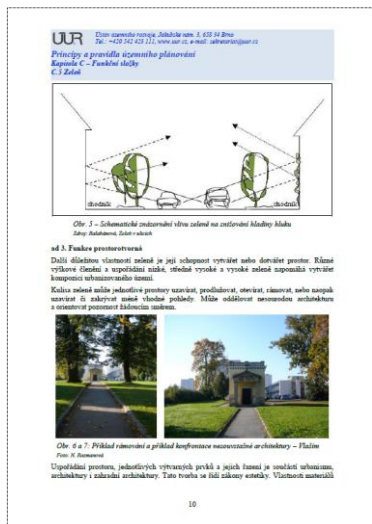 UUR
Ústav územního rozvoje, Jakubské nám. 3, 658 34 Brno
Tel.: +420 542 423 111, www.uur.cz, e-mail: sekretariat@uur.cz
Principy a pravidla územního plánování
Kapitola C – Funkční složky
C.5 Zeleň
chodník
chodník
Obr. 5 – Schematické znázornění vlivu zeleně na snižování hladiny hluku
Zdroj: Balabánová, Zeleň v ulicích
ad 3. Funkce prostorotvorná
Další důležitou vlastností zeleně je její schopnost vytvářet nebo dotvářet prostor. Různé
výškové členění a uspořádání nízké, středně vysoké a vysoké zeleně napomáhá vytvářet
kompozici urbanizovaného území.
Kulisa zeleně může jednotlivé prostory uzavírat, prodlužovat, otevírat, rámovat, nebo naopak
uzavírat či zakrývat méně vhodné pohledy. Může oddělovat nesourodou architekturu
a orientovat pozornost žádoucím směrem.
Obr. 6 a 7: Příklad rámování a příklad konfrontace nesouvztažné architektury – Vlašim
Foto: N. Rozmanová
Uspořádání prostoru, jednotlivých výtvarných prvků a jejich řazení je součástí urbanismu,
architektury i zahradní architektury. Tato tvorba se řídí zákony estetiky. Vlastnosti materiálů
10